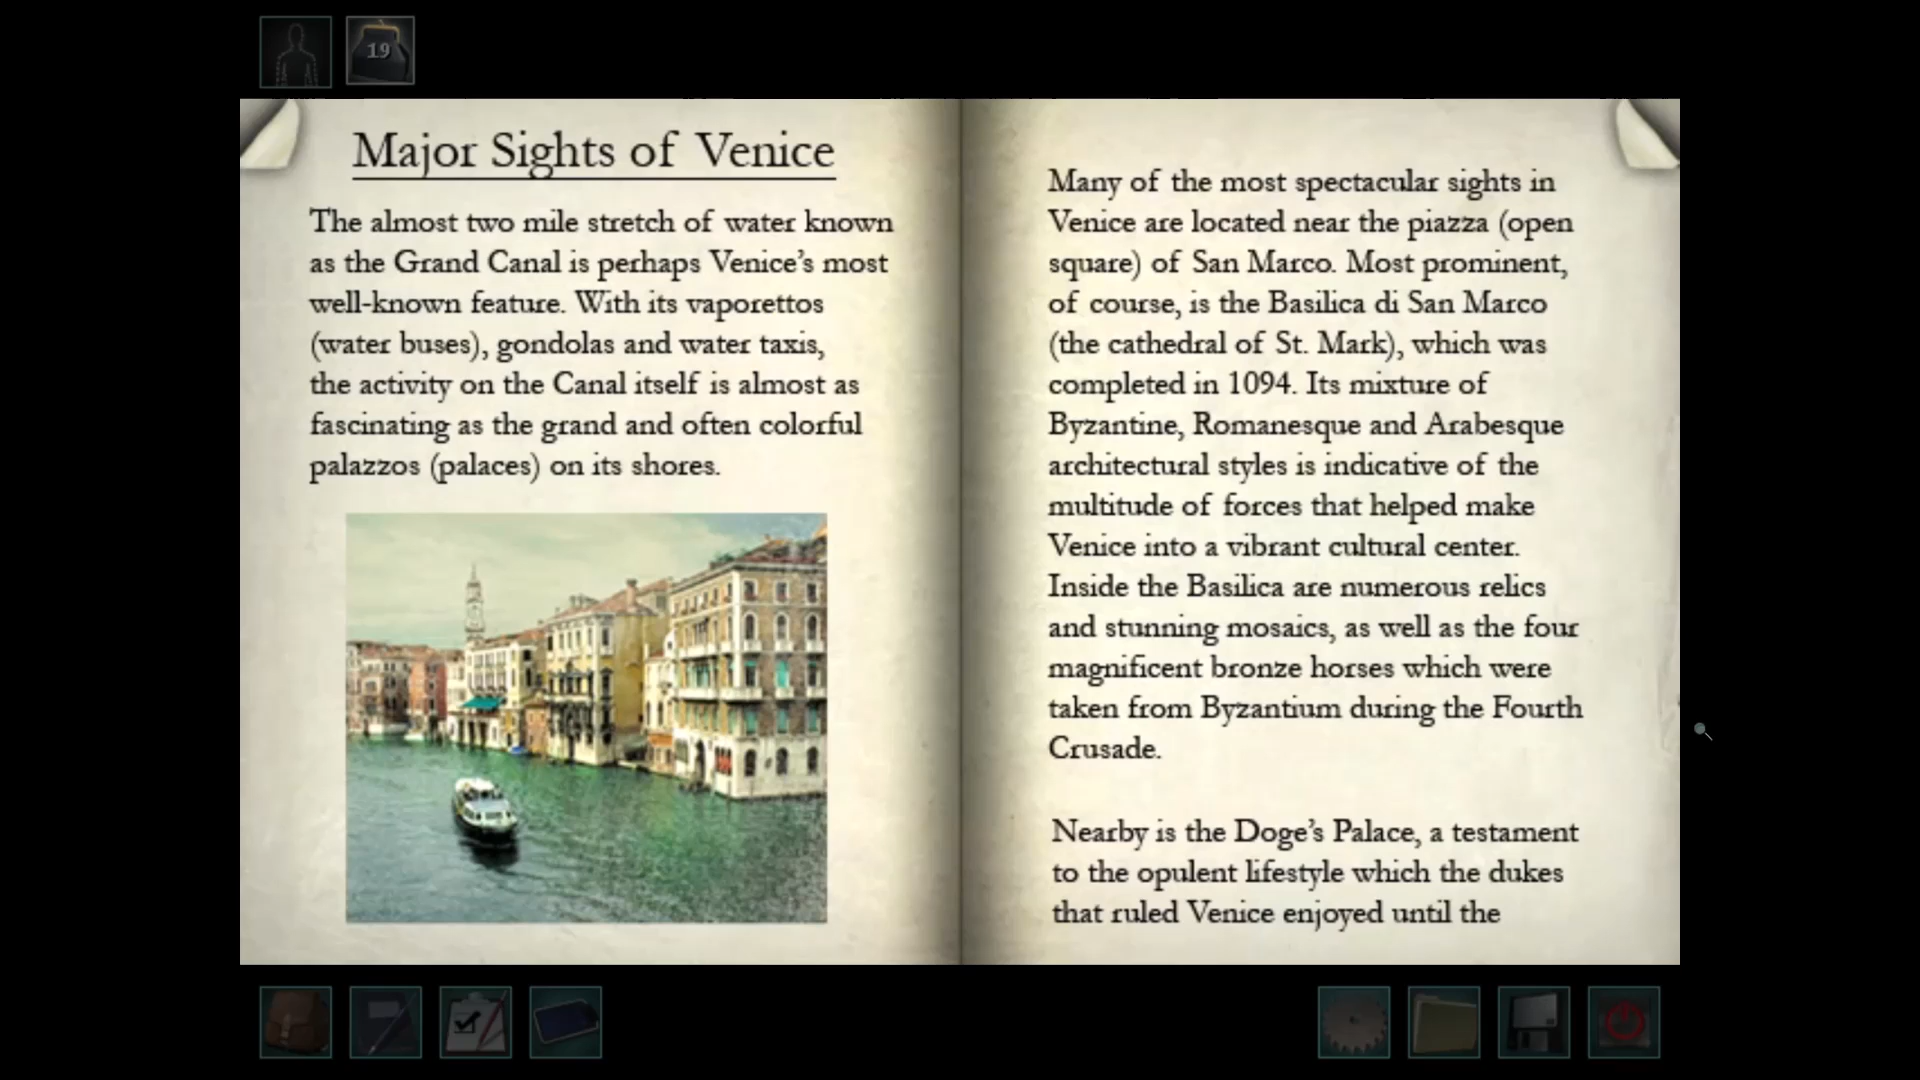 19
Major Sights of Venice
The almost two mile stretch of water known
as the Grand Canal is perhaps Venice's most
well-known feature. With its vaporettos
(water buses), gondolas and water taxis,
the activity on the Canal itself is almost as
fascinating as the grand and often colorful
palazzos (palaces) on its shores.
Many of the most spectacular sights in
Venice are located near the piazza (open
square) of San Marco. Most prominent,
of course, is the Basilica di San Marco
(the cathedral of St. Mark), which was
completed in 1094. Its mixture of
Byzantine, Romanesque and Arabesque
architectural styles is indicative of the
multitude of forces that helped make
Venice into a vibrant cultural center.
Inside the Basilica are numerous relics
and stunning mosaics, as well as the four
magnificent bronze horses which were
taken from Byzantium during the Fourth
Crusade.
Nearby is the Doge's Palace, a testament
to the opulent lifestyle which the dukes
that ruled Venice enjoyed until the